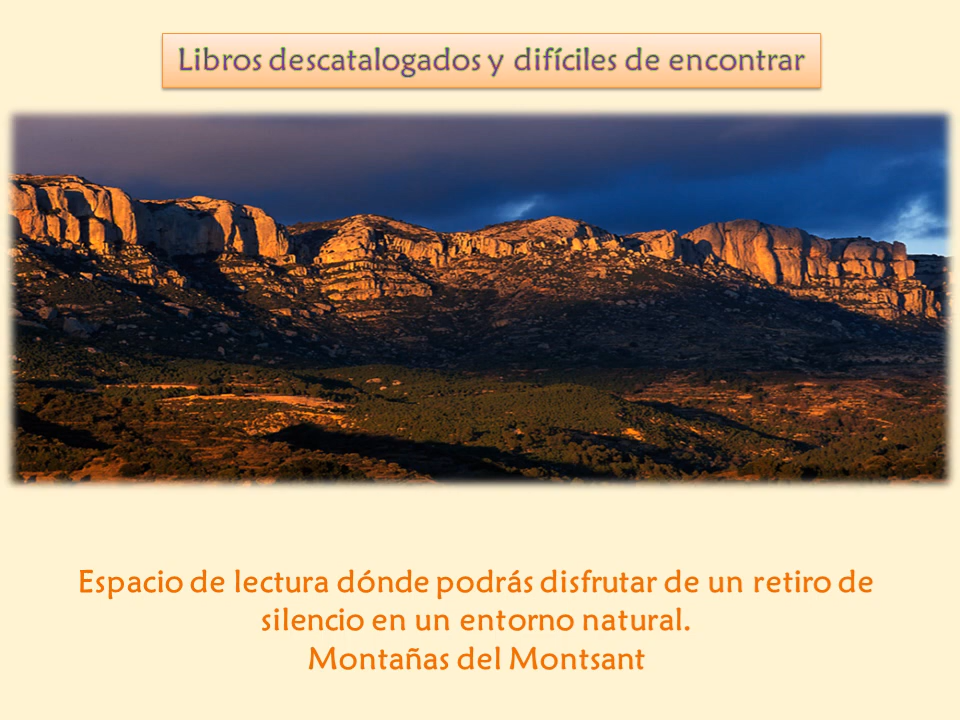 Libros descatalogados y difíciles de encontrar
Espacio de lectura dónde podrás disfrutar de un retiro de
silencio en un entorno natural.
Montañas del Montsant